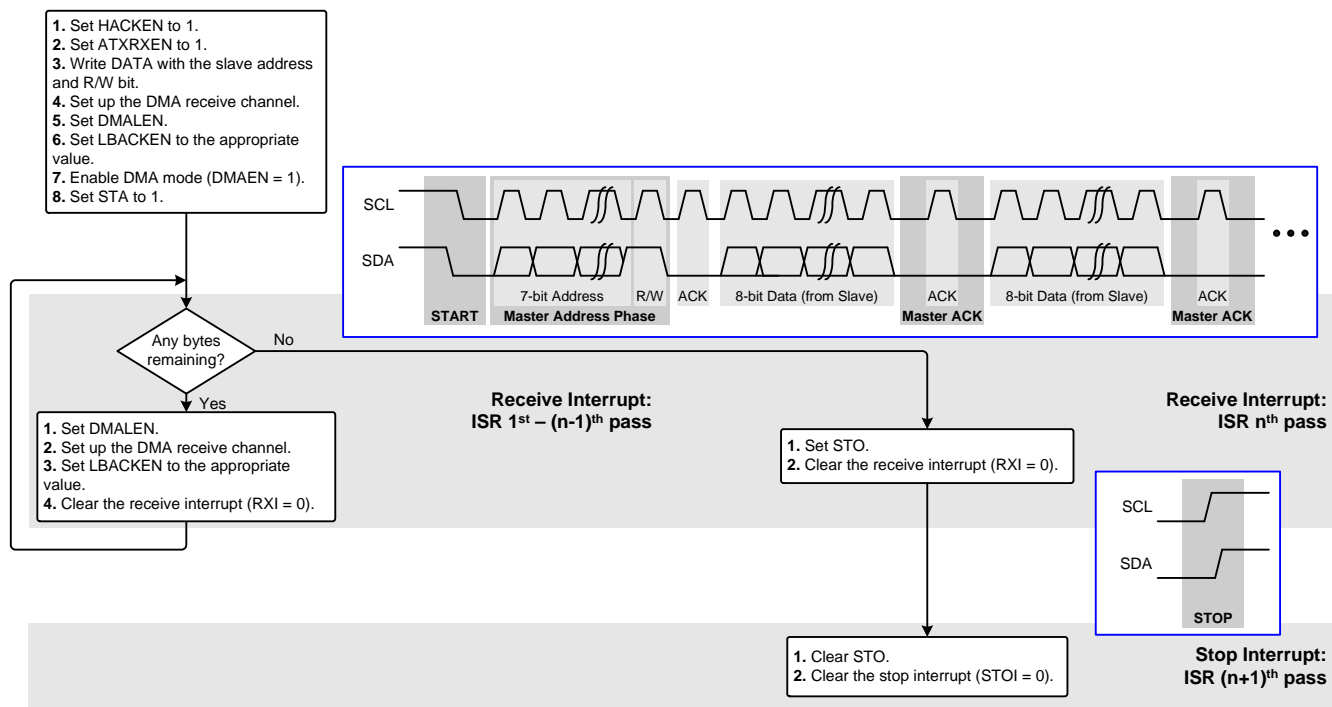 1. Set HACKEN to 1.
2. Set ATXRXEN to 1.
3. Write DATA with the slave address
and R/W bit.
4. Set up the DMA receive channel.
5. Set DMALEN.
6. Set LBACKEN to the appropriate
value.
7. Enable DMA mode (DMAEN = 1).
8. Set STA to 1.
SCL
SDA
7-bit Address
R/W
ACK
8-bit Data (from Slave)
ACK
8-bit Data (from Slave)
ACK
START
Master Address Phase
Master ACK
Master ACK
Any bytes
remaining?
No
Yes
Receive Interrupt:
ISR 1st – (n-1)th pass
Receive Interrupt:
ISR nth pass
1. Set DMALEN.
2. Set up the DMA receive channel.
3. Set LBACKEN to the appropriate
value.
4. Clear the receive interrupt (RXI = 0).
1. Set STO.
2. Clear the receive interrupt (RXI = 0).
SCL
SDA
STOP
1. Clear STO.
2. Clear the stop interrupt (STOI = 0).
Stop Interrupt:
ISR (n+1)th pass